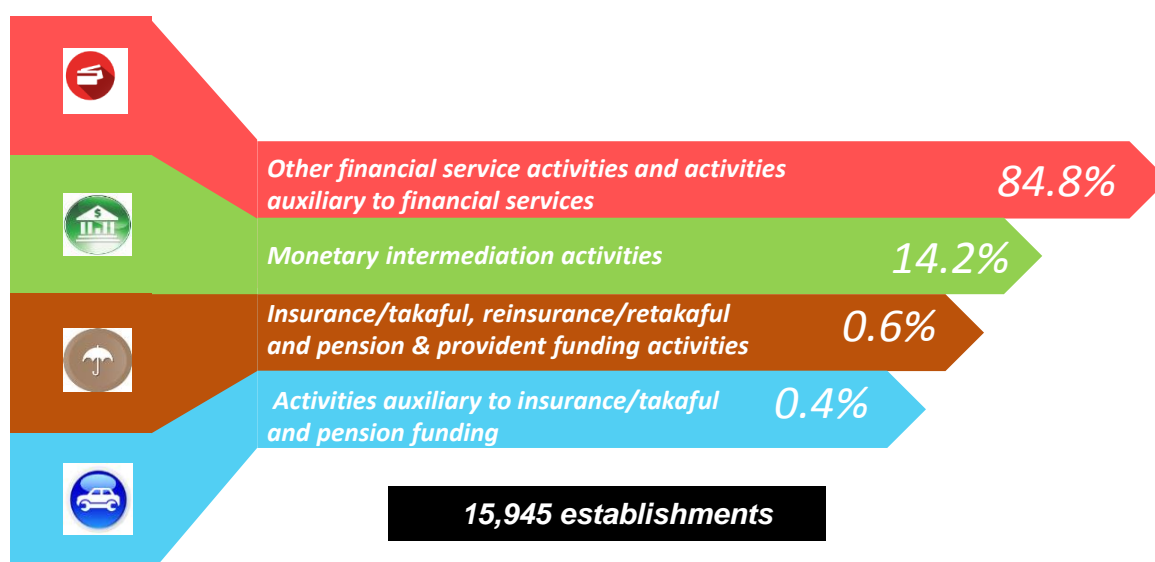 Other financial service activities and activities
auxiliary to financial services
84.8%
Monetary intermediation activities
14.2%
Insurance/takaful, reinsurance/retakaful
and pension & provident funding activities
0.6%
Activities auxiliary to insurance/takaful
and pension funding
0.4%
15,945 establishments